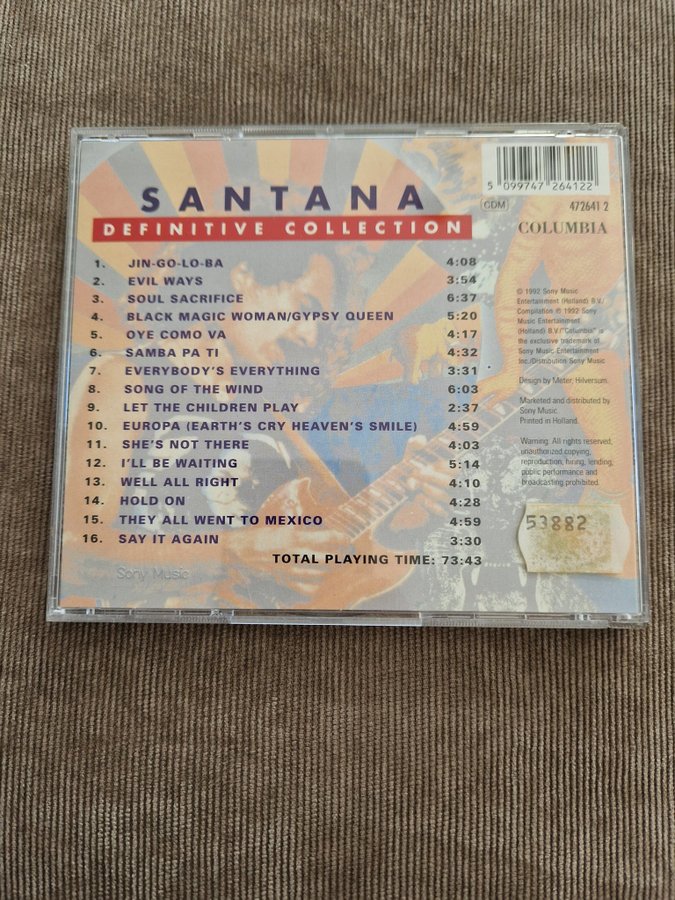 SANTANA
DEFINITIVE COLLECTION
1. JIN-GO-LO-BA 4:08
2. EVIL WAYS 3:54
3. SOUL SACRIFICE 6:37
4. BLACK MAGIC WOMAN/GYPSY QUEEN 5:20
5. OYE COMO VA 4:17
6. SAMBA PA TI 4:32
7. EVERYBODY'S EVERYTHING 3:31
8. SONG OF THE WIND 6:03
9. LET THE CHILDREN PLAY 2:37
10. EUROPA (EARTH'S CRY HEAVEN'S SMILE) 4:59
11. SHE'S NOT THERE 4:03
12. I'LL BE WAITING 5:14
13. WELL ALL RIGHT 4:10
14. HOLD ON 4:28
15. THEY ALL WENT TO MEXICO 4:59
16. SAY IT AGAIN 3:30
TOTAL PLAYING TIME: 73:43
Sony Music
5 099747 264122
CDM 472641 2
COLUMBIA
© 1992 Sony Music
Entertainment (Holland) B.V./
Compilation ℗ 1992 Sony
Music Entertainment
(Holland) B.V./"Columbia" is
the exclusive trademark of
Sony Music Entertainment
Inc./Distribution Sony Music
Design by Meter, Hilversum.
Marketed and distributed by
Sony Music.
Printed in Holland.
Warning: All rights reserved,
unauthorized copying,
reproduction, hiring, lending,
public performance and
broadcasting prohibited.
53882